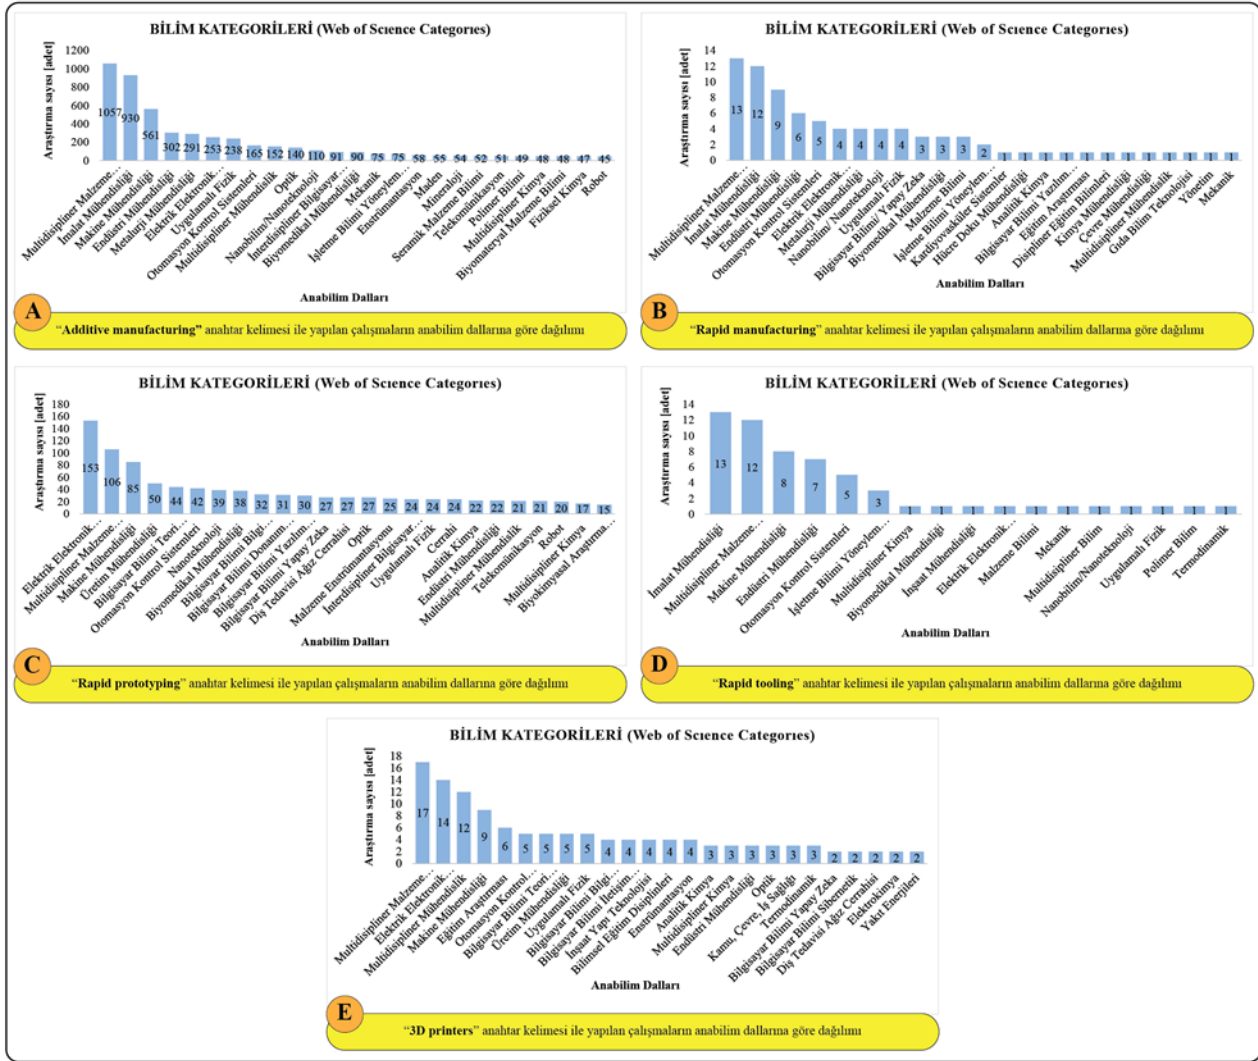 BİLİM KATEGORİLERİ (Web of Scıence Categorıes)
Araştırma sayısı [adet]
1200
1000
800
600
400
200
0
1057
930
561
302
291
253
238
165
152
140
110
91
90
75
75
58
55
54
52
51
49
48
48
47
45
Multidisipliner Malzeme…
İmalat Mühendisliği
Makine Mühendisliği
Endüstri Mühendisliği
Metalurji Mühendisliği
Elektrik Elektronik…
Uygulamalı Fizik
Otomasyon Kontrol Sistemleri
Multidisipliner Mühendislik
Optik
Nanobilim/Nanoteknoloji
Interdisipliner Bilgisayar…
Biyomedikal Mühendisliği
Mekanik
İşletme Bilimi Yöneylem…
Enstrümantasyon
Maden
Mineraloji
Seramik Malzeme Bilimi
Telekomünikasyon
Polimer Bilimi
Multidisipliner Kimya
Biyomateryal Malzeme Bilimi
Fiziksel Kimya
Robot
Anabilim Dalları
A
“Additive manufacturing” anahtar kelimesi ile yapılan çalışmaların anabilim dallarına göre dağılımı
BİLİM KATEGORİLERİ (Web of Scıence Categorıes)
Araştırma sayısı [adet]
14
12
10
8
6
4
2
0
13
12
9
6
5
4
4
4
4
3
3
3
2
1
1
1
1
1
1
1
1
1
1
1
1
Multidisipliner Malzeme…
İmalat Mühendisliği
Makine Mühendisliği
Endüstri Mühendisliği
Otomasyon Kontrol Sistemleri
Elektrik Elektronik…
Metalurji Mühendisliği
Nanobilim/ Nanoteknoloji
Uygulamalı Fizik
Bilgisayar Bilimi/ Yapay Zeka
Biyomedikal Mühendisliği
Malzeme Bilimi
İşletme Bilimi Yöneylem…
Kardiyovaküler Sistemler
Hücre Doku Mühendisliği
Analitik Kimya
Bilgisayar Bilimi Yazılım…
Eğitim Araştırması
Disipliner Eğitim Bilimleri
Kimya Mühendisliği
Çevre Mühendisliği
Multidisipliner Mühendislik
Gıda Bilim Teknolojisi
Yönetim
Mekanik
Anabilim Dalları
B
“Rapid manufacturing” anahtar kelimesi ile yapılan çalışmaların anabilim dallarına göre dağılımı
BİLİM KATEGORİLERİ (Web of Scıence Categorıes)
Araştırma sayısı [adet]
180
160
140
120
100
80
60
40
20
0
153
106
85
50
44
42
39
38
32
31
30
27
27
27
25
24
24
24
22
22
21
21
20
17
15
Elektrik Elektronik…
Multidisipliner Malzeme…
Makine Mühendisliği
Üretim Mühendisliği
Bilgisayar Bilimi Teori…
Otomasyon Kontrol Sistemleri
Nanoteknoloji
Biyomedikal Mühendisliği
Bilgisayar Bilimi Bilgi…
Bilgisayar Bilimi Donanım…
Bilgisayar Bilimi Yazılım…
Bilgisayar Bilimi Yapay Zeka
Diş Tedavisi Ağız Cerrahisi
Optik
Malzeme Enstrümantasyonu
Interdisipliner Bilgisayar…
Uygulamalı Fizik
Cerrahi
Analitik Kimya
Endüstri Mühendisliği
Multidisipliner Mühendislik
Telekomünikasyon
Robot
Multidisipliner Kimya
Biyokimyasal Araştırma…
Anabilim Dalları
C
“Rapid prototyping” anahtar kelimesi ile yapılan çalışmaların anabilim dallarına göre dağılımı
BİLİM KATEGORİLERİ (Web of Scıence Categorıes)
Araştırma sayısı [adet]
14
12
10
8
6
4
2
0
13
12
8
7
5
3
1
1
1
1
1
1
1
1
1
1
1
İmalat Mühendisliği
Multidisipliner Malzeme…
Makine Mühendisliği
Endüstri Mühendisliği
Otomasyon Kontrol Sistemleri
İşletme Bilimi Yöneylem…
Multidisipliner Kimya
Biyomedikal Mühendisliği
İnşaat Mühendisliği
Elektrik Elektronik…
Malzeme Bilimi
Mekanik
Multidisipliner Bilim
Nanobilim/Nanoteknoloji
Uygulamalı Fizik
Polimer Bilim
Termodinamik
Anabilim Dalları
D
“Rapid tooling” anahtar kelimesi ile yapılan çalışmaların anabilim dallarına göre dağılımı
BİLİM KATEGORİLERİ (Web of Scıence Categorıes)
Araştırma sayısı [adet]
18
16
14
12
10
8
6
4
2
0
17
14
12
9
6
5
5
5
5
4
4
4
4
4
3
3
3
3
3
3
2
2
2
2
2
Multidisipliner Malzeme…
Elektrik Elektronik…
Multidisipliner Mühendislik
Makine Mühendisliği
Eğitim Araştırması
Otomasyon Kontrol…
Bilgisayar Bilimi Teori…
Üretim Mühendisliği
Uygulamalı Fizik
Bilgisayar Bilimi Bilgi…
Bilgisayar Bilimi İletişim…
İnşaat Yapı Teknolojisi
Bilimsel Eğitim Disiplinleri
Enstrümantasyon
Analitik Kimya
Multidisipliner Kimya
Endüstri Mühendisliği
Optik
Kamu, Çevre, İş Sağlığı
Termodinamik
Bilgisayar Bilimi Yapay Zeka
Bilgisayar Bilimi Sibernetik
Diş Tedavisi Ağız Cerrahisi
Elektrokimya
Yakıt Enerjileri
Anabilim Dalları
E
“3D printers” anahtar kelimesi ile yapılan çalışmaların anabilim dallarına göre dağılımı